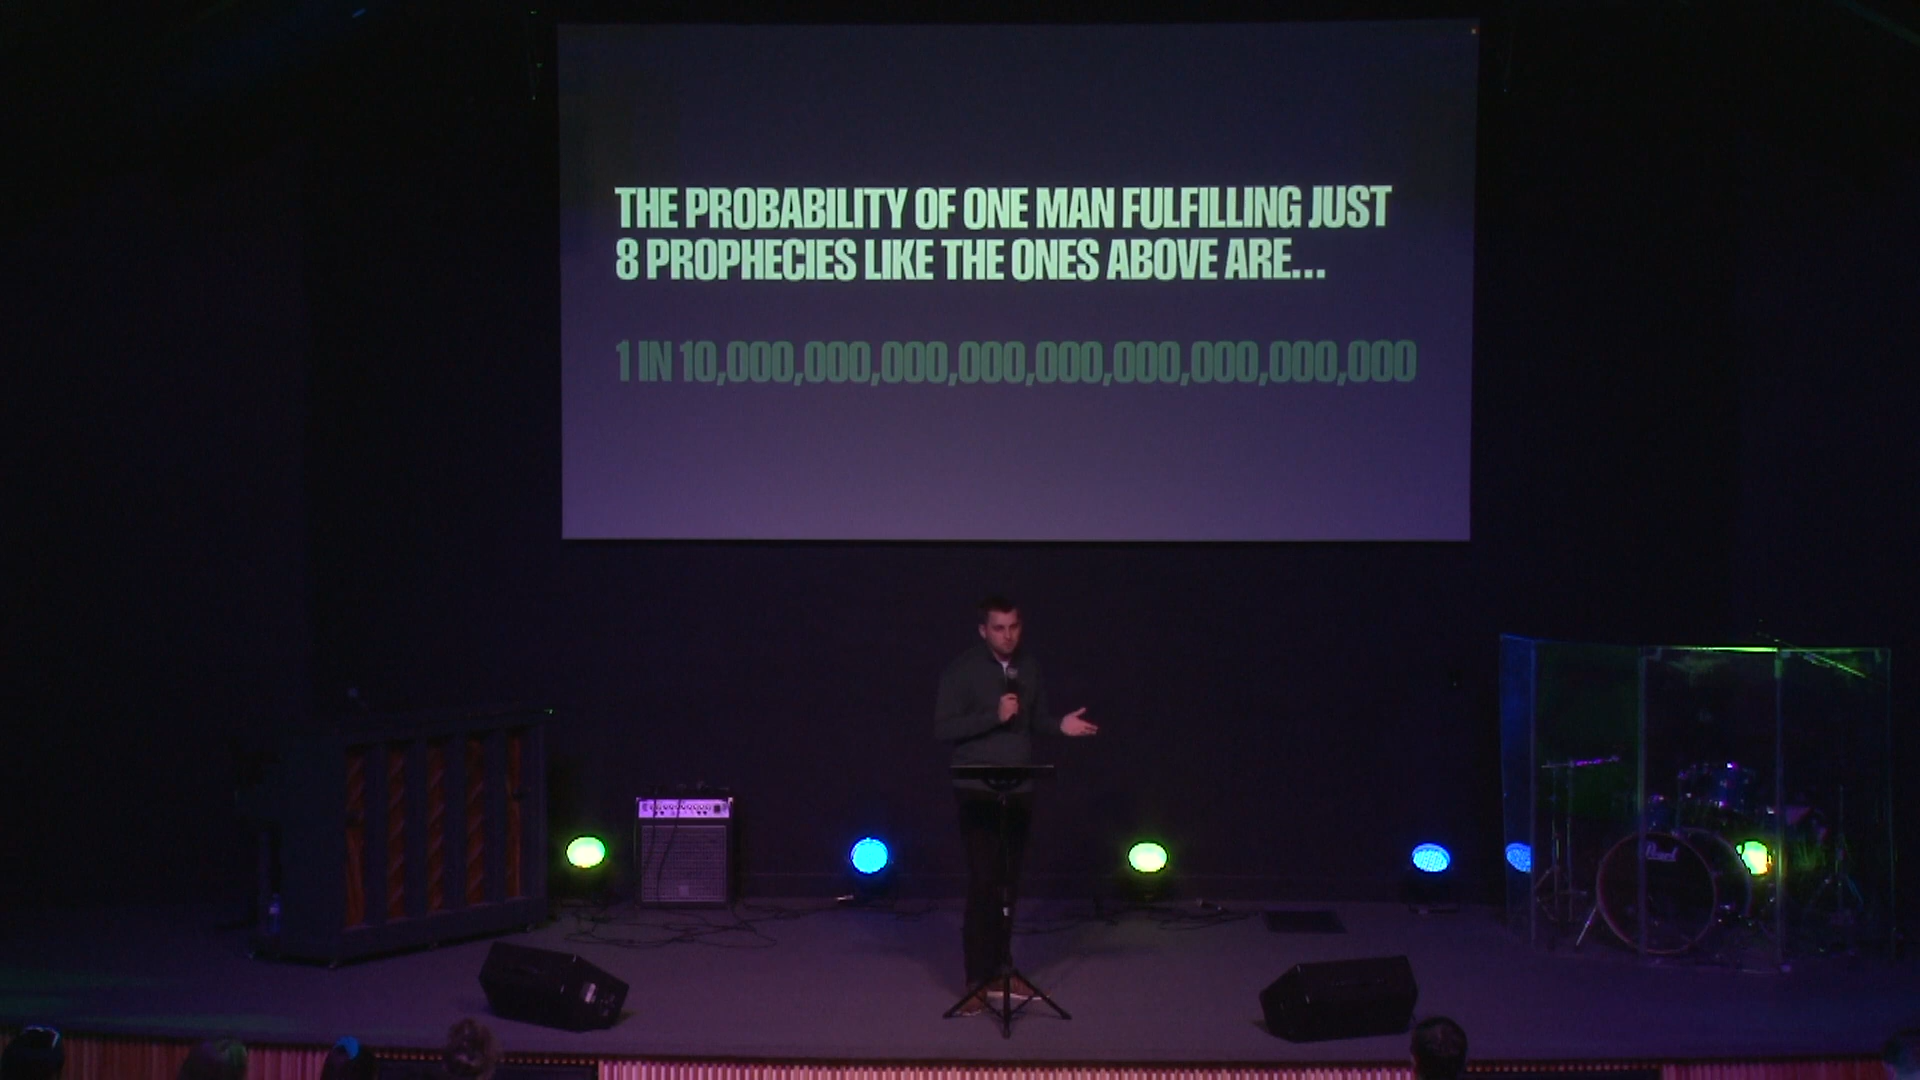 THE PROBABILITY OF ONE MAN FULFILLING JUST
8 PROPHECIES LIKE THE ONES ABOVE ARE...
1 IN 10,000,000,000,000,000,000,000,000,000
Pearl